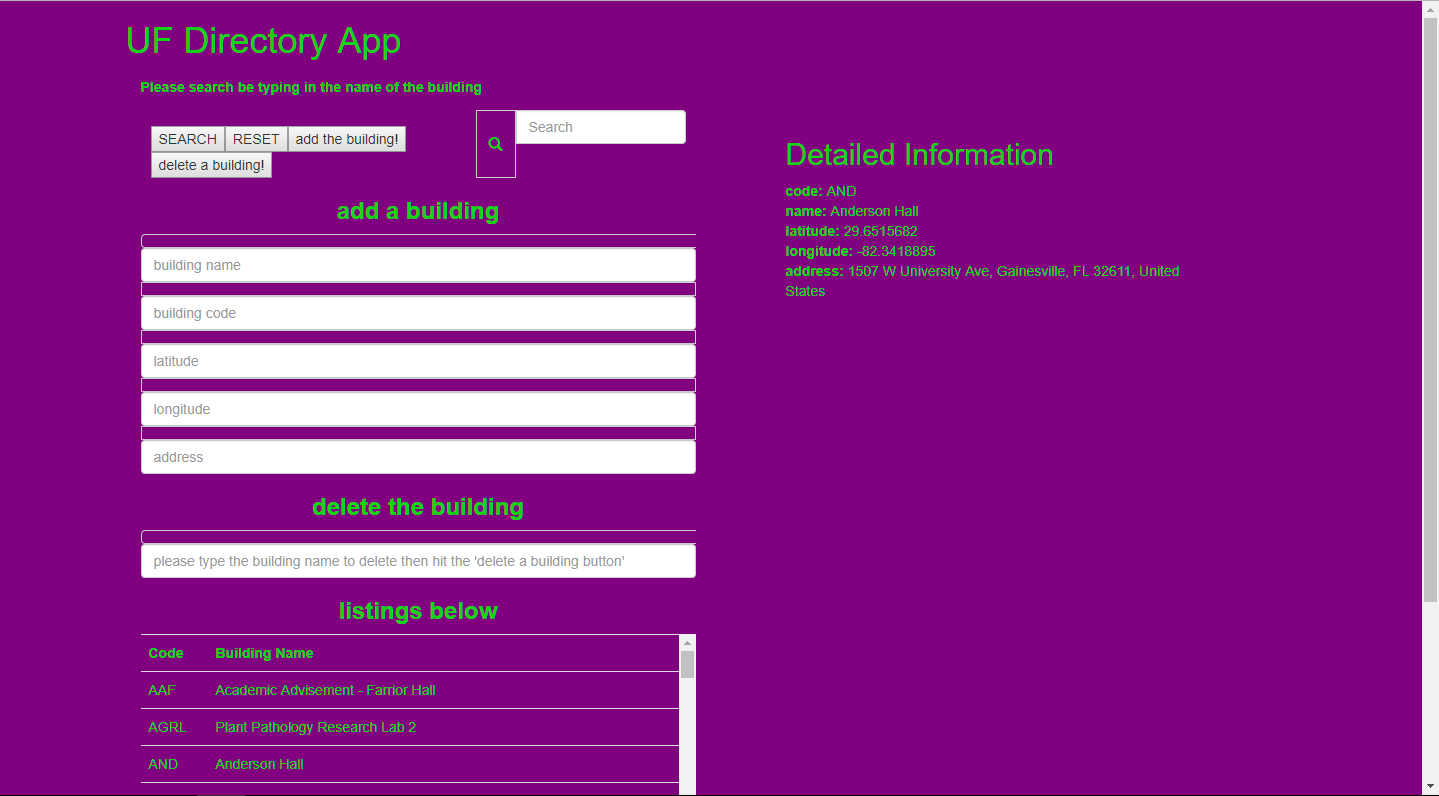 UF Directory App
Please search be typing in the name of the building
SEARCH RESET add the building!
delete a building!
Search
add a building
building name
building code
latitude
longitude
address
delete the building
please type the building name to delete then hit the 'delete a building button'
listings below
Code Building Name
AAF Academic Advisement - Farrior Hall
AGRL Plant Pathology Research Lab 2
AND Anderson Hall
Detailed Information
code: AND
name: Anderson Hall
latitude: 29.6515682
longitude: -82.3418895
address: 1507 W University Ave, Gainesville, FL 32611, United
States